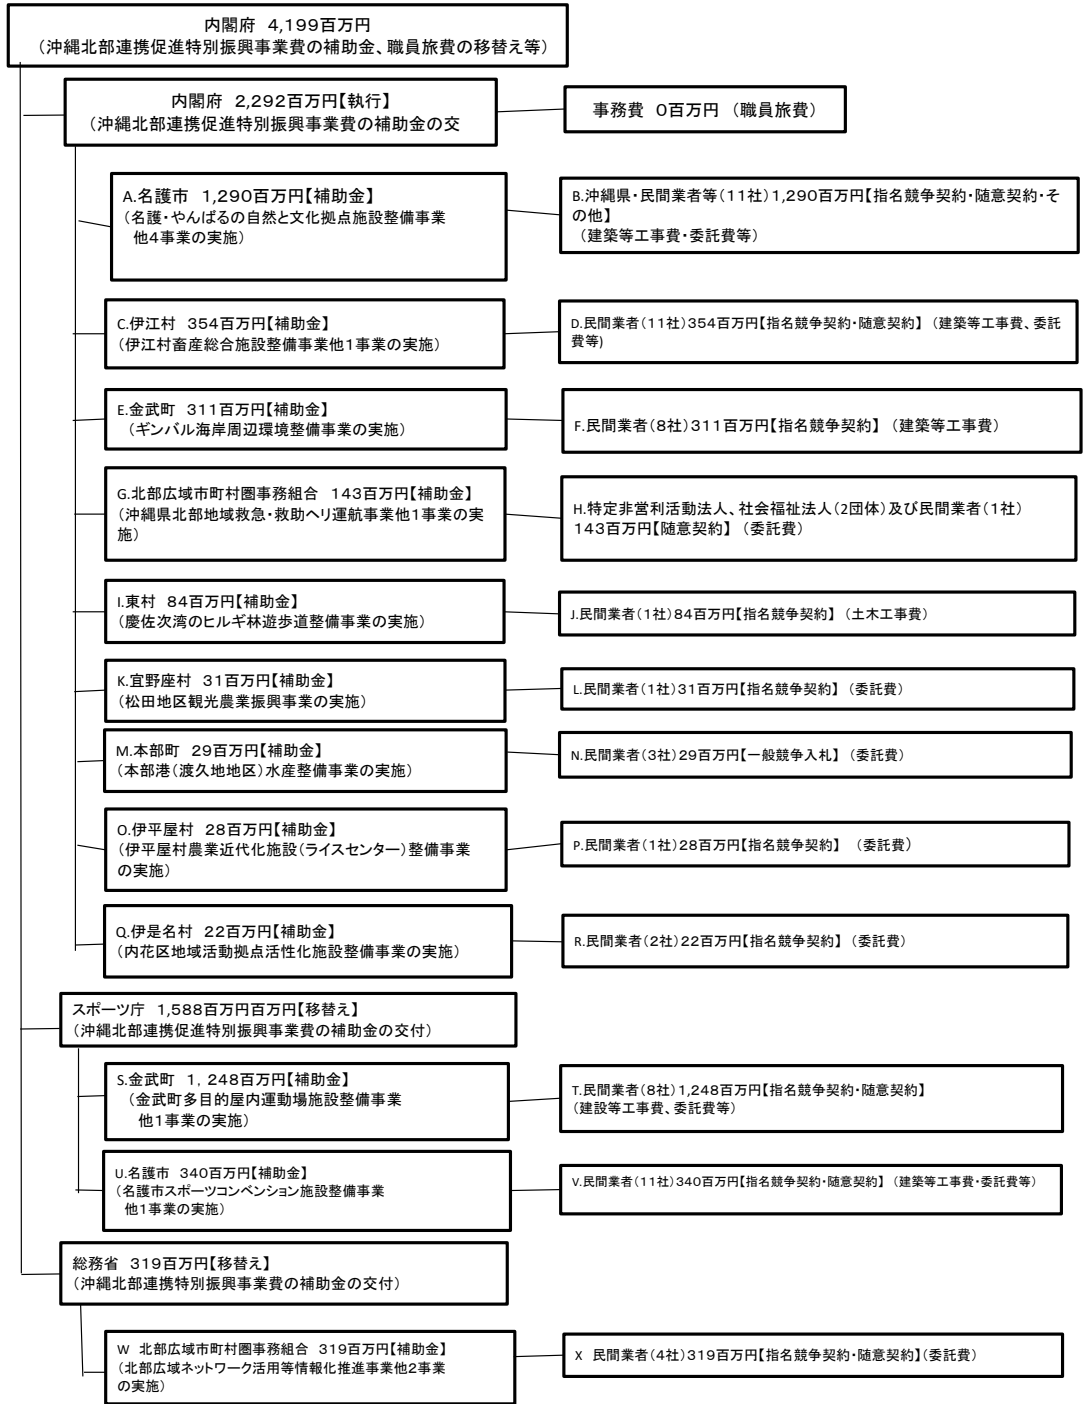 内閣府 4,199百万円
（沖縄北部連携促進特別振興事業費の補助金、職員旅費の移替え等）
内閣府 2,292百万円【執行】
（沖縄北部連携促進特別振興事業費の補助金の交
事務費 0百万円 （職員旅費）
A.名護市 1,290百万円【補助金】
（名護・やんばるの自然と文化拠点施設整備事業
他4事業の実施）
B.沖縄県・民間業者等（11社）1,290百万円【指名競争契約・随意契約・そ
の他】
（建築等工事費・委託費等）
C.伊江村 354百万円【補助金】
（伊江村畜産総合施設整備事業他1事業の実施）
D.民間業者（11社）354百万円【指名競争契約・随意契約】 （建築等工事費、委託
費等)
E.金武町 311百万円【補助金】
（ギンバル海岸周辺環境整備事業の実施）
F.民間業者（8社）311百万円【指名競争契約】 （建築等工事費）
G.北部広域市町村圏事務組合 143百万円【補助金】
（沖縄県北部地域救急・救助ヘリ運航事業他1事業の実
施）
H.特定非営利活動法人、社会福祉法人（2団体）及び民間業者（1社）
143百万円【随意契約】 （委託費）
I.東村 84百万円【補助金】
（慶佐次湾のヒルギ林遊歩道整備事業の実施）
J.民間業者（1社）84百万円【指名競争契約】 （土木工事費）
K.宜野座村 31百万円【補助金】
（松田地区観光農業振興事業の実施）
L.民間業者（1社）31百万円【指名競争契約】 （委託費）
M.本部町 29百万円【補助金】
（本部港（渡久地地区）水産整備事業の実施）
N.民間業者（3社）29百万円【一般競争入札】 （委託費）
O.伊平屋村 28百万円【補助金】
（伊平屋村農業近代化施設（ライスセンター）整備事業
の実施）
P.民間業者（1社）28百万円【指名競争契約】 （委託費）
Q.伊是名村 22百万円【補助金】
（内花区地域活動拠点活性化施設整備事業の実施）
R.民間業者（2社）22百万円【指名競争契約】 （委託費）
スポーツ庁 1,588百万円百万円【移替え】
（沖縄北部連携促進特別振興事業費の補助金の交付）
S.金武町 1，248百万円【補助金】
（金武町多目的屋内運動場施設整備事業
他1事業の実施）
T.民間業者（8社）1,248百万円【指名競争契約・随意契約】
（建設等工事費、委託費等）
U.名護市 340百万円【補助金】
（名護市スポーツコンベンション施設整備事業
他1事業の実施）
V.民間業者（11社）340百万円【指名競争契約・随意契約】 （建築等工事費・委託費等）
総務省 319百万円【移替え】
（沖縄北部連携特別振興事業費の補助金の交付）
W 北部広域市町村圏事務組合 319百万円【補助金】
（北部広域ネットワーク活用等情報化推進事業他2事業
の実施）
X 民間業者（4社）319百万円【指名競争契約・随意契約】（委託費）